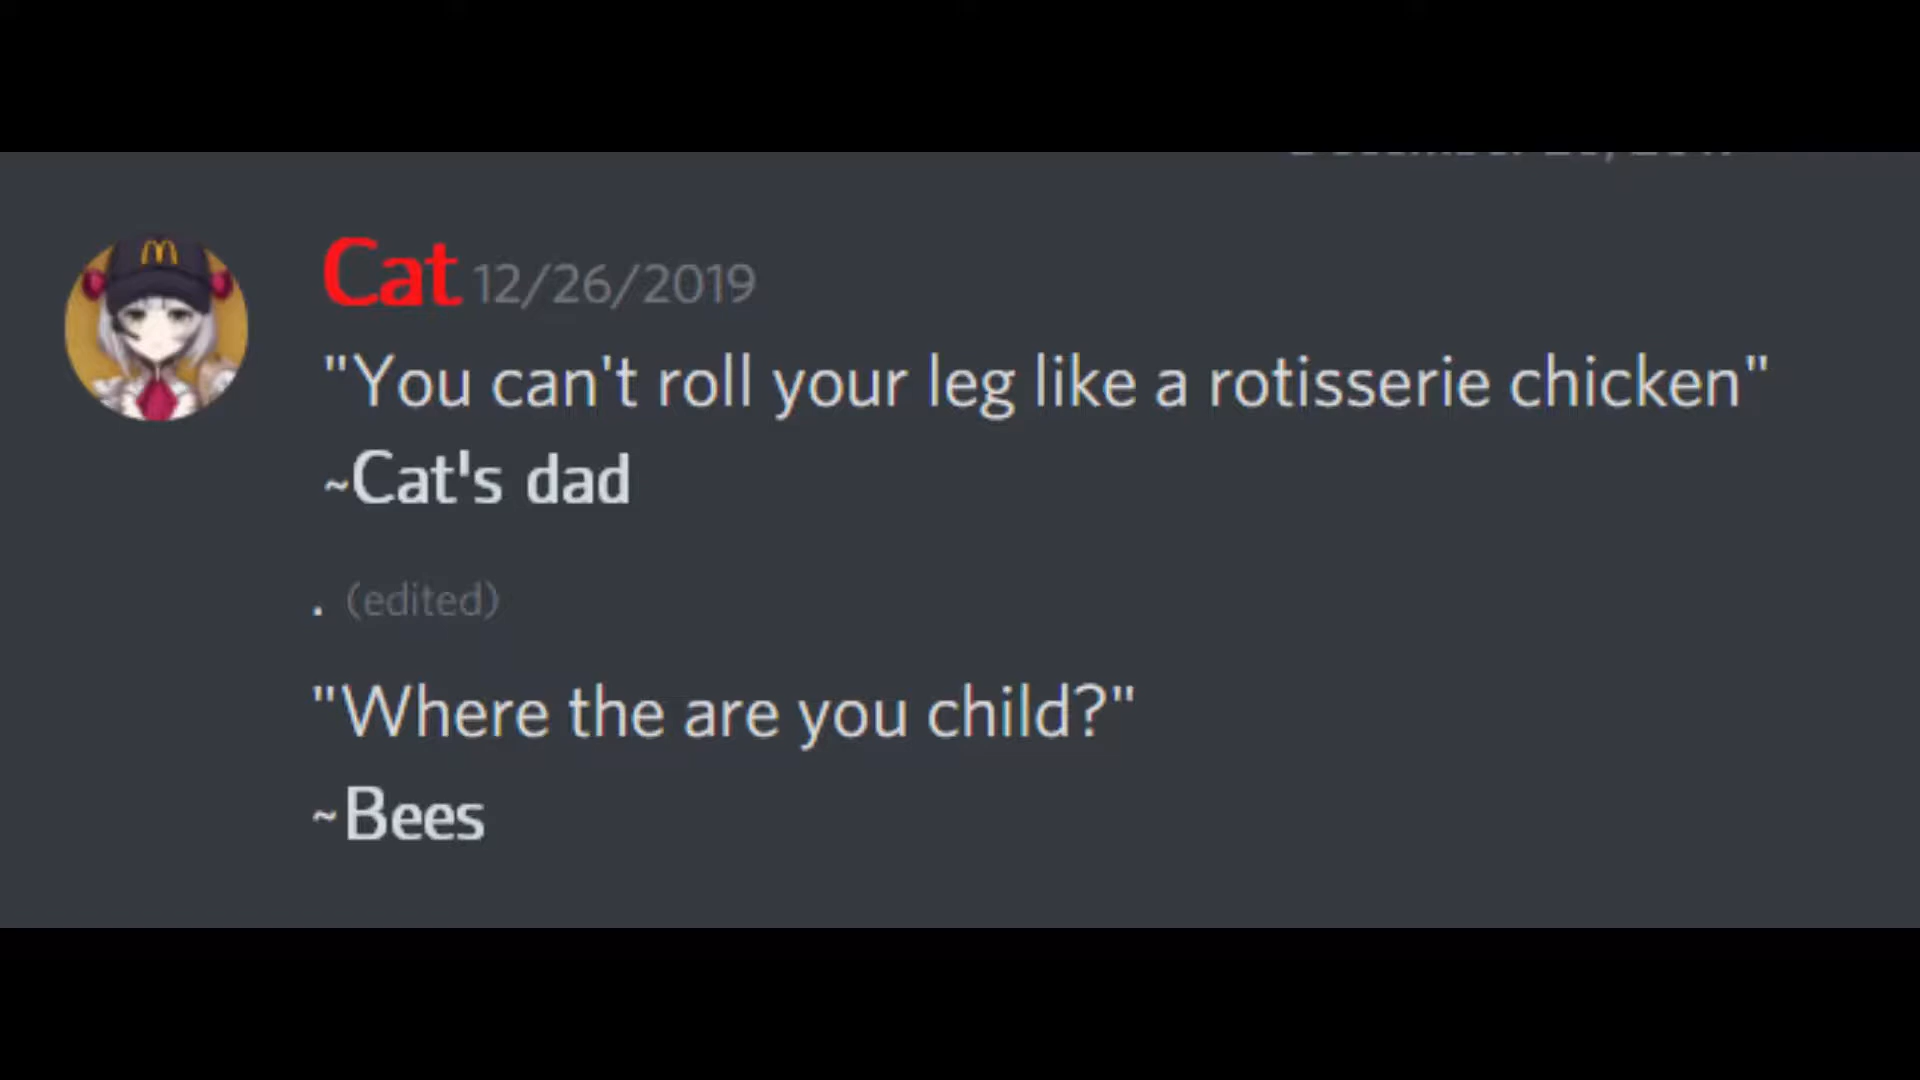 Cat 12/26/2019
"You can't roll your leg like a rotisserie chicken"
~Cat's dad
. (edited)
"Where the are you child?"
~Bees